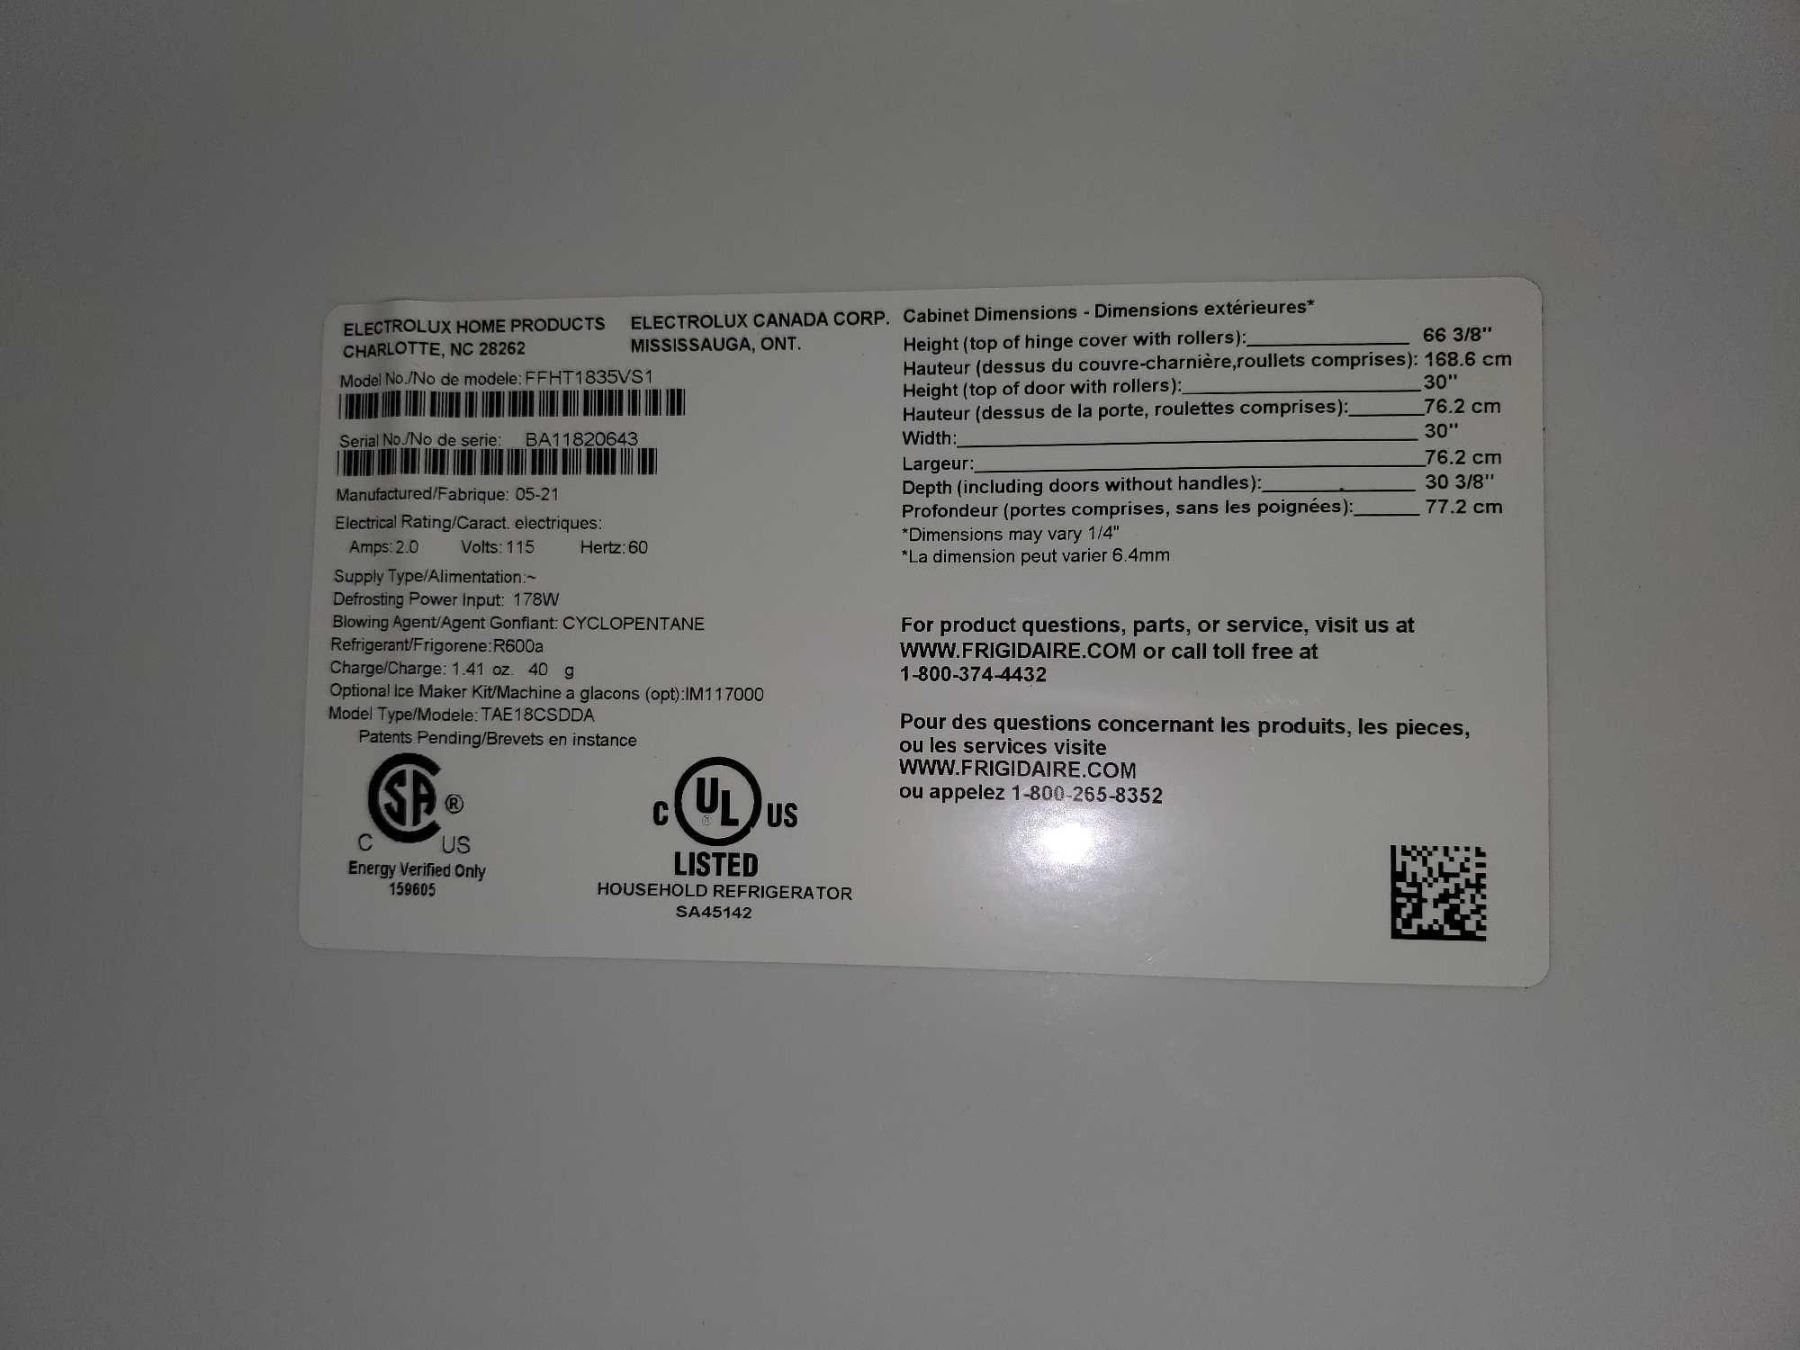 ELECTROLUX HOME PRODUCTS
CHARLOTTE, NC 28262
ELECTROLUX CANADA CORP.
MISSISSAUGA, ONT.
Model No./No de modele: FFHT1835VS1
Serial No./No de serie: BA11820643
Manufactured/Fabrique: 05-21
Electrical Rating/Caract. electriques:
Amps: 2.0 Volts: 115 Hertz: 60
Supply Type/Alimentation:~
Defrosting Power Input: 178W
Blowing Agent/Agent Gonfiant: CYCLOPENTANE
Refrigerant/Frigorene: R600a
Charge/Charge: 1.41 oz. 40 g
Optional Ice Maker Kit/Machine a glacons (opt):IM117000
Model Type/Modele: TAE18CSDDA
Patents Pending/Brevets en instance
SA ®
C US
Energy Verified Only
159605
C UL ® US
LISTED
HOUSEHOLD REFRIGERATOR
SA45142
Cabinet Dimensions - Dimensions extérieures*
Height (top of hinge cover with rollers): 66 3/8"
Hauteur (dessus du couvre-charnière,roullets comprises): 168.6 cm
Height (top of door with rollers): 30"
Hauteur (dessus de la porte, roulettes comprises): 76.2 cm
Width: 30"
Largeur: 76.2 cm
Depth (including doors without handles): 30 3/8"
Profondeur (portes comprises, sans les poignées): 77.2 cm
*Dimensions may vary 1/4"
*La dimension peut varier 6.4mm
For product questions, parts, or service, visit us at
WWW.FRIGIDAIRE.COM or call toll free at
1-800-374-4432
Pour des questions concernant les produits, les pieces,
ou les services visite
WWW.FRIGIDAIRE.COM
ou appelez 1-800-265-8352